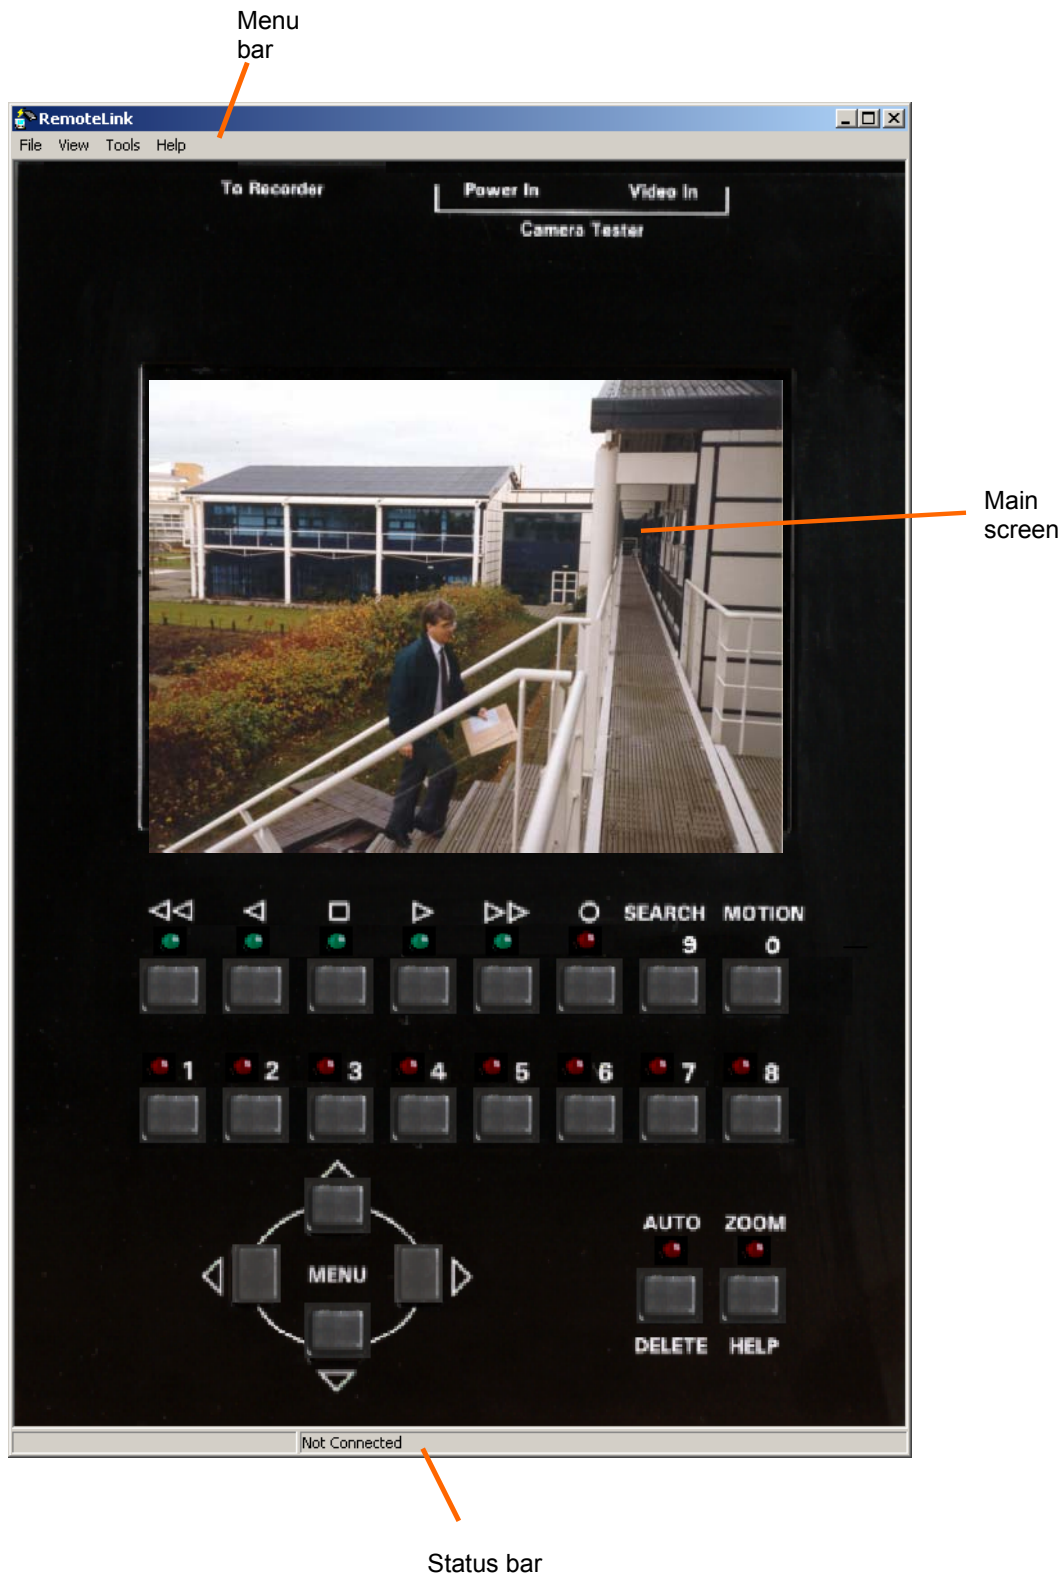 Menu
bar
RemoteLink
File View Tools Help
To Recorder Power In Video In
Camera Tester
Main
screen
SEARCH MOTION
9 0
1 2 3 4 5 6 7 8
MENU
AUTO ZOOM
DELETE HELP
Not Connected
Status bar